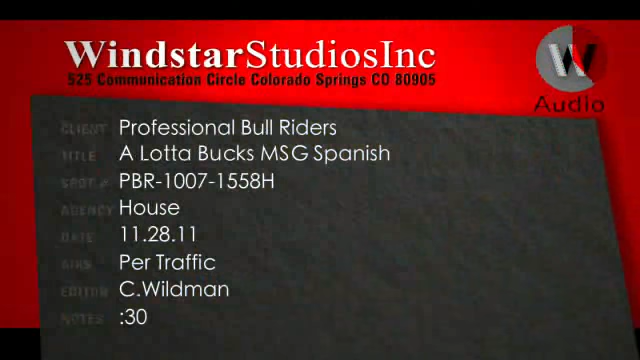 WindstarStudiosInc
525 Communication Circle Colorado Springs CO 80905
W
Audio
CLIENT Professional Bull Riders
TITLE A Lotta Bucks MSG Spanish
SPOT # PBR-1007-1558H
AGENCY House
DATE 11.28.11
AIRS Per Traffic
EDITOR C.Wildman
NOTES :30